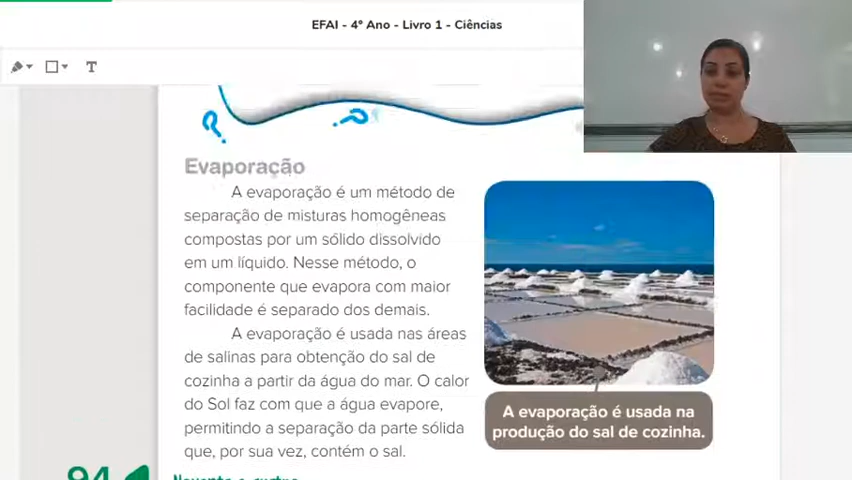 EFAI - 4º Ano - Livro 1 - Ciências
T
Evaporação
A evaporação é um método de
separação de misturas homogêneas
compostas por um sólido dissolvido
em um líquido. Nesse método, o
componente que evapora com maior
facilidade é separado dos demais.
A evaporação é usada nas áreas
de salinas para obtenção do sal de
cozinha a partir da água do mar. O calor
do Sol faz com que a água evapore,
permitindo a separação da parte sólida
que, por sua vez, contém o sal.
A evaporação é usada na
produção do sal de cozinha.
94
Noventa e quatro